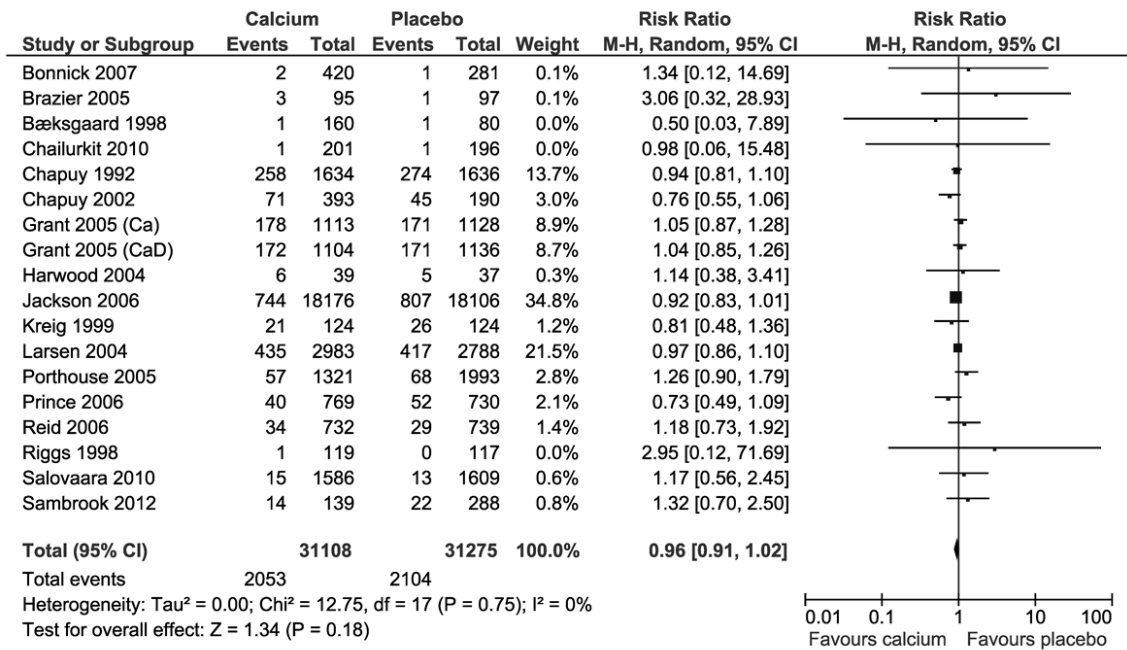 Calcium Placebo Risk Ratio Risk Ratio
Study or Subgroup Events Total Events Total Weight M-H, Random, 95% CI M-H, Random, 95% CI
Bonnick 2007 2 420 1 281 0.1% 1.34 [0.12, 14.69]
Brazier 2005 3 95 1 97 0.1% 3.06 [0.32, 28.93]
Bæksgaard 1998 1 160 1 80 0.0% 0.50 [0.03, 7.89]
Chailurkit 2010 1 201 1 196 0.0% 0.98 [0.06, 15.48]
Chapuy 1992 258 1634 274 1636 13.7% 0.94 [0.81, 1.10]
Chapuy 2002 71 393 45 190 3.0% 0.76 [0.55, 1.06]
Grant 2005 (Ca) 178 1113 171 1128 8.9% 1.05 [0.87, 1.28]
Grant 2005 (CaD) 172 1104 171 1136 8.7% 1.04 [0.85, 1.26]
Harwood 2004 6 39 5 37 0.3% 1.14 [0.38, 3.41]
Jackson 2006 744 18176 807 18106 34.8% 0.92 [0.83, 1.01]
Kreig 1999 21 124 26 124 1.2% 0.81 [0.48, 1.36]
Larsen 2004 435 2983 417 2788 21.5% 0.97 [0.86, 1.10]
Porthouse 2005 57 1321 68 1993 2.8% 1.26 [0.90, 1.79]
Prince 2006 40 769 52 730 2.1% 0.73 [0.49, 1.09]
Reid 2006 34 732 29 739 1.4% 1.18 [0.73, 1.92]
Riggs 1998 1 119 0 117 0.0% 2.95 [0.12, 71.69]
Salovaara 2010 15 1586 13 1609 0.6% 1.17 [0.56, 2.45]
Sambrook 2012 14 139 22 288 0.8% 1.32 [0.70, 2.50]
Total (95% CI) 31108 31275 100.0% 0.96 [0.91, 1.02]
Total events 2053 2104
Heterogeneity: Tau² = 0.00; Chi² = 12.75, df = 17 (P = 0.75); I² = 0%
Test for overall effect: Z = 1.34 (P = 0.18)
0.01 0.1 1 10 100
Favours calcium Favours placebo